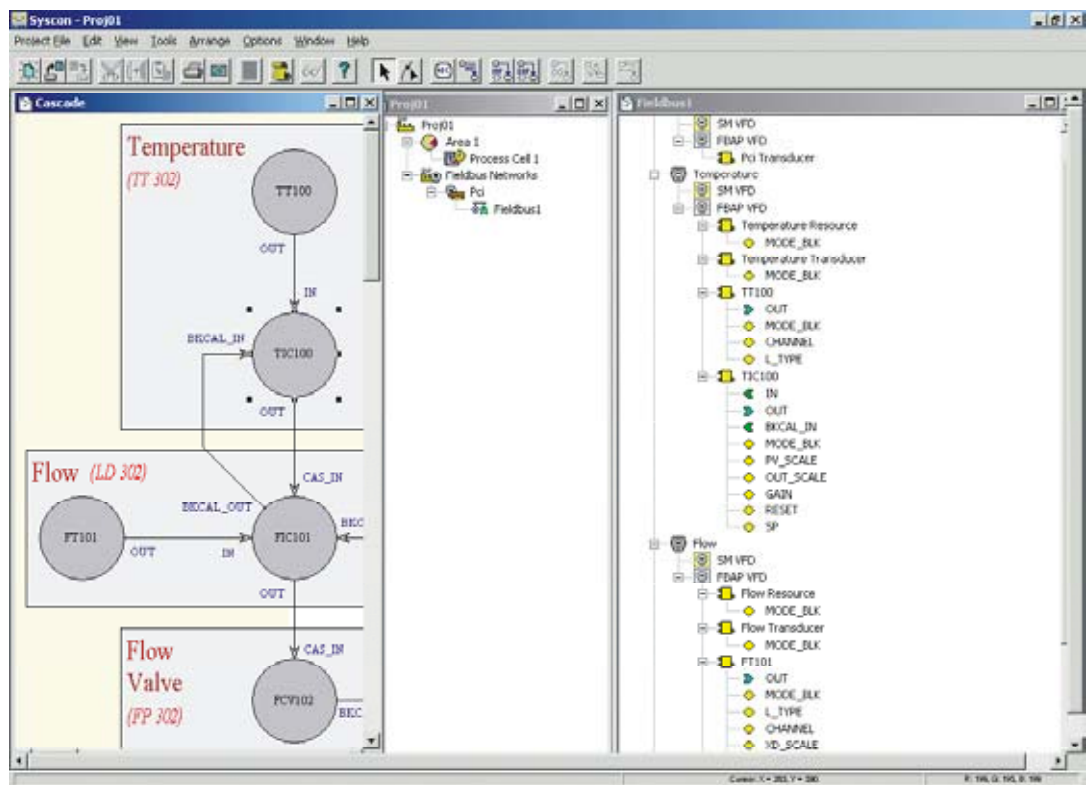 Syscon - Proj01
Project File Edit View Tools Arrange Options Window Help
Cascade
Temperature
(TT 302)
TT100
OUT
IN
BKCAL_IN
TIC100
OUT
Flow (LD 302)
CAS_IN
BKCAL_OUT
BKC
FT101
FIC101
OUT
IN
OUT
Flow
Valve
(FP 302)
CAS_IN
FCV102
BKC
Proj01
Proj01
Area 1
Process Cell 1
Fieldbus Networks
Pci
Fieldbus1
Fieldbus1
SM VFD
FBAP VFD
Pci Transducer
Temperature
SM VFD
FBAP VFD
Temperature Resource
MODE_BLK
Temperature Transducer
MODE_BLK
TT100
OUT
MODE_BLK
CHANNEL
L_TYPE
TIC100
IN
OUT
BKCAL_IN
MODE_BLK
PV_SCALE
OUT_SCALE
GAIN
RESET
SP
Flow
SM VFD
FBAP VFD
Flow Resource
MODE_BLK
Flow Transducer
MODE_BLK
FT101
OUT
MODE_BLK
L_TYPE
CHANNEL
XD_SCALE